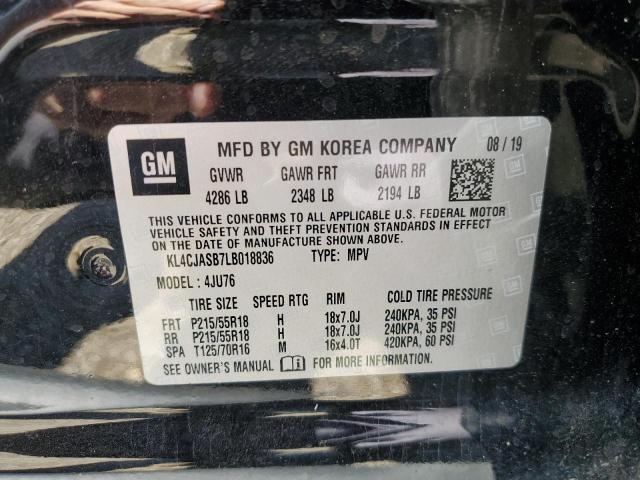 GM
MFD BY GM KOREA COMPANY 08 / 19
GVWR GAWR FRT GAWR RR
4286 LB 2348 LB 2194 LB
THIS VEHICLE CONFORMS TO ALL APPLICABLE U.S. FEDERAL MOTOR
VEHICLE SAFETY AND THEFT PREVENTION STANDARDS IN EFFECT
ON THE DATE OF MANUFACTURE SHOWN ABOVE.
KL4CJASB7LB018836 TYPE: MPV
MODEL : 4JU76
TIRE SIZE SPEED RTG RIM COLD TIRE PRESSURE
FRT P215/55R18 H 18x7.0J 240KPA, 35 PSI
RR P215/55R18 H 18x7.0J 240KPA, 35 PSI
SPA T125/70R16 M 16x4.0T 420KPA, 60 PSI
SEE OWNER'S MANUAL FOR MORE INFORMATION.